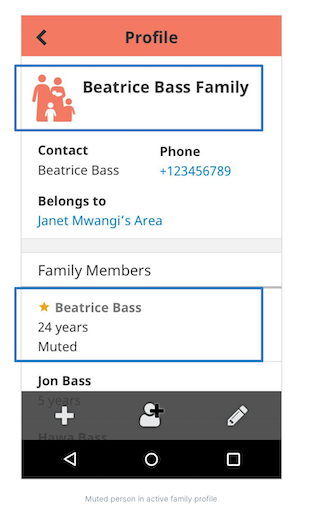 Profile
Beatrice Bass Family
Contact
Phone
Beatrice Bass
+123456789
Belongs to
Janet Mwangi's Area
Family Members
Beatrice Bass
24 years
Muted
Jon Bass
5 years
Hawa Bass
Muted person in active family profile